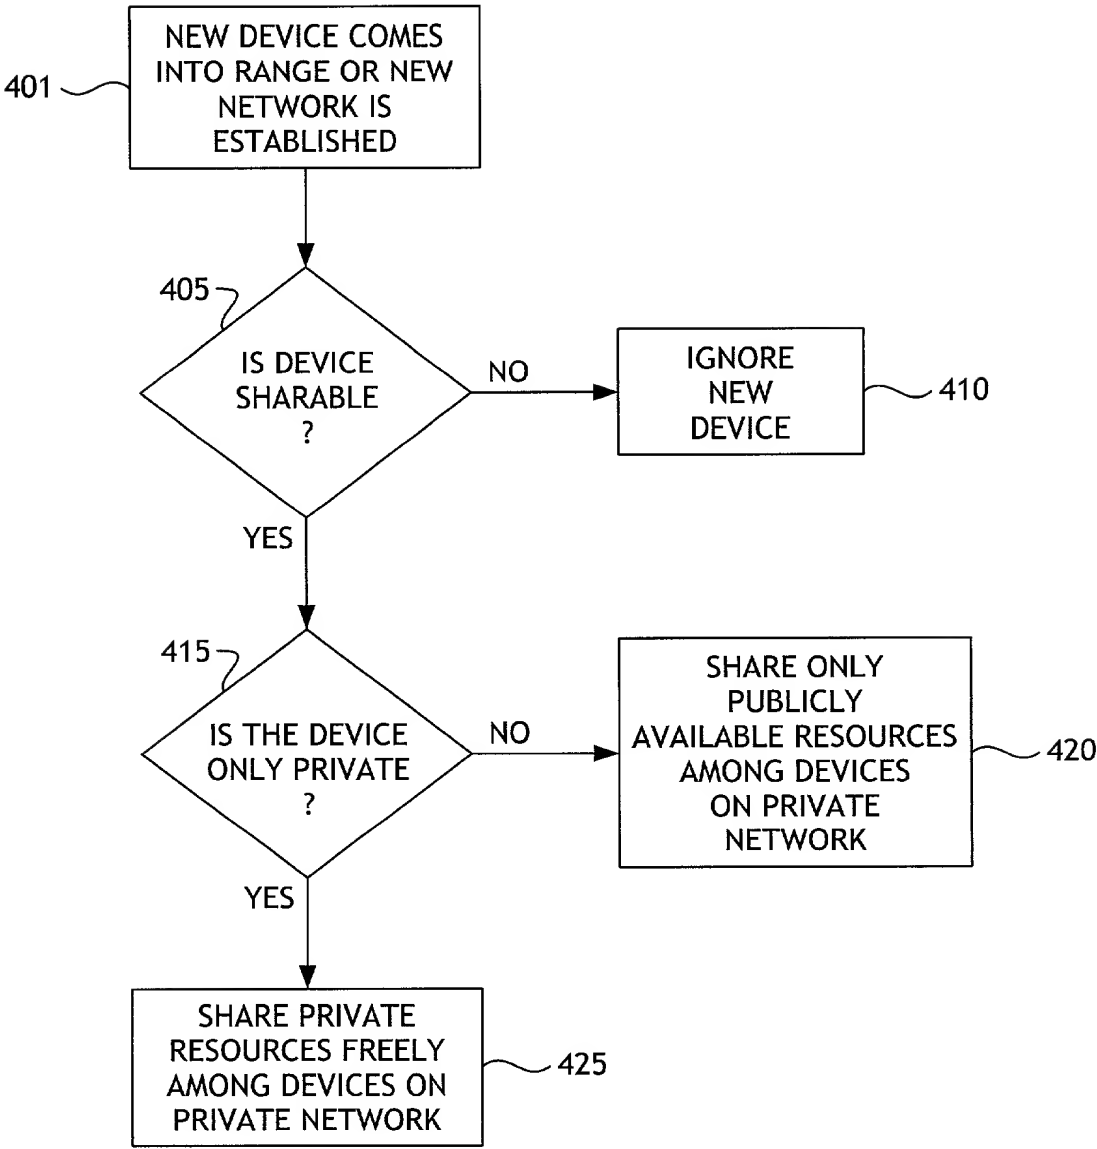 NEW DEVICE COMES
INTO RANGE OR NEW
NETWORK IS
ESTABLISHED
401
405
IS DEVICE
SHARABLE
?
NO
IGNORE
NEW
DEVICE
410
YES
415
IS THE DEVICE
ONLY PRIVATE
?
NO
SHARE ONLY
PUBLICLY
AVAILABLE RESOURCES
AMONG DEVICES
ON PRIVATE
NETWORK
420
YES
SHARE PRIVATE
RESOURCES FREELY
AMONG DEVICES ON
PRIVATE NETWORK
425